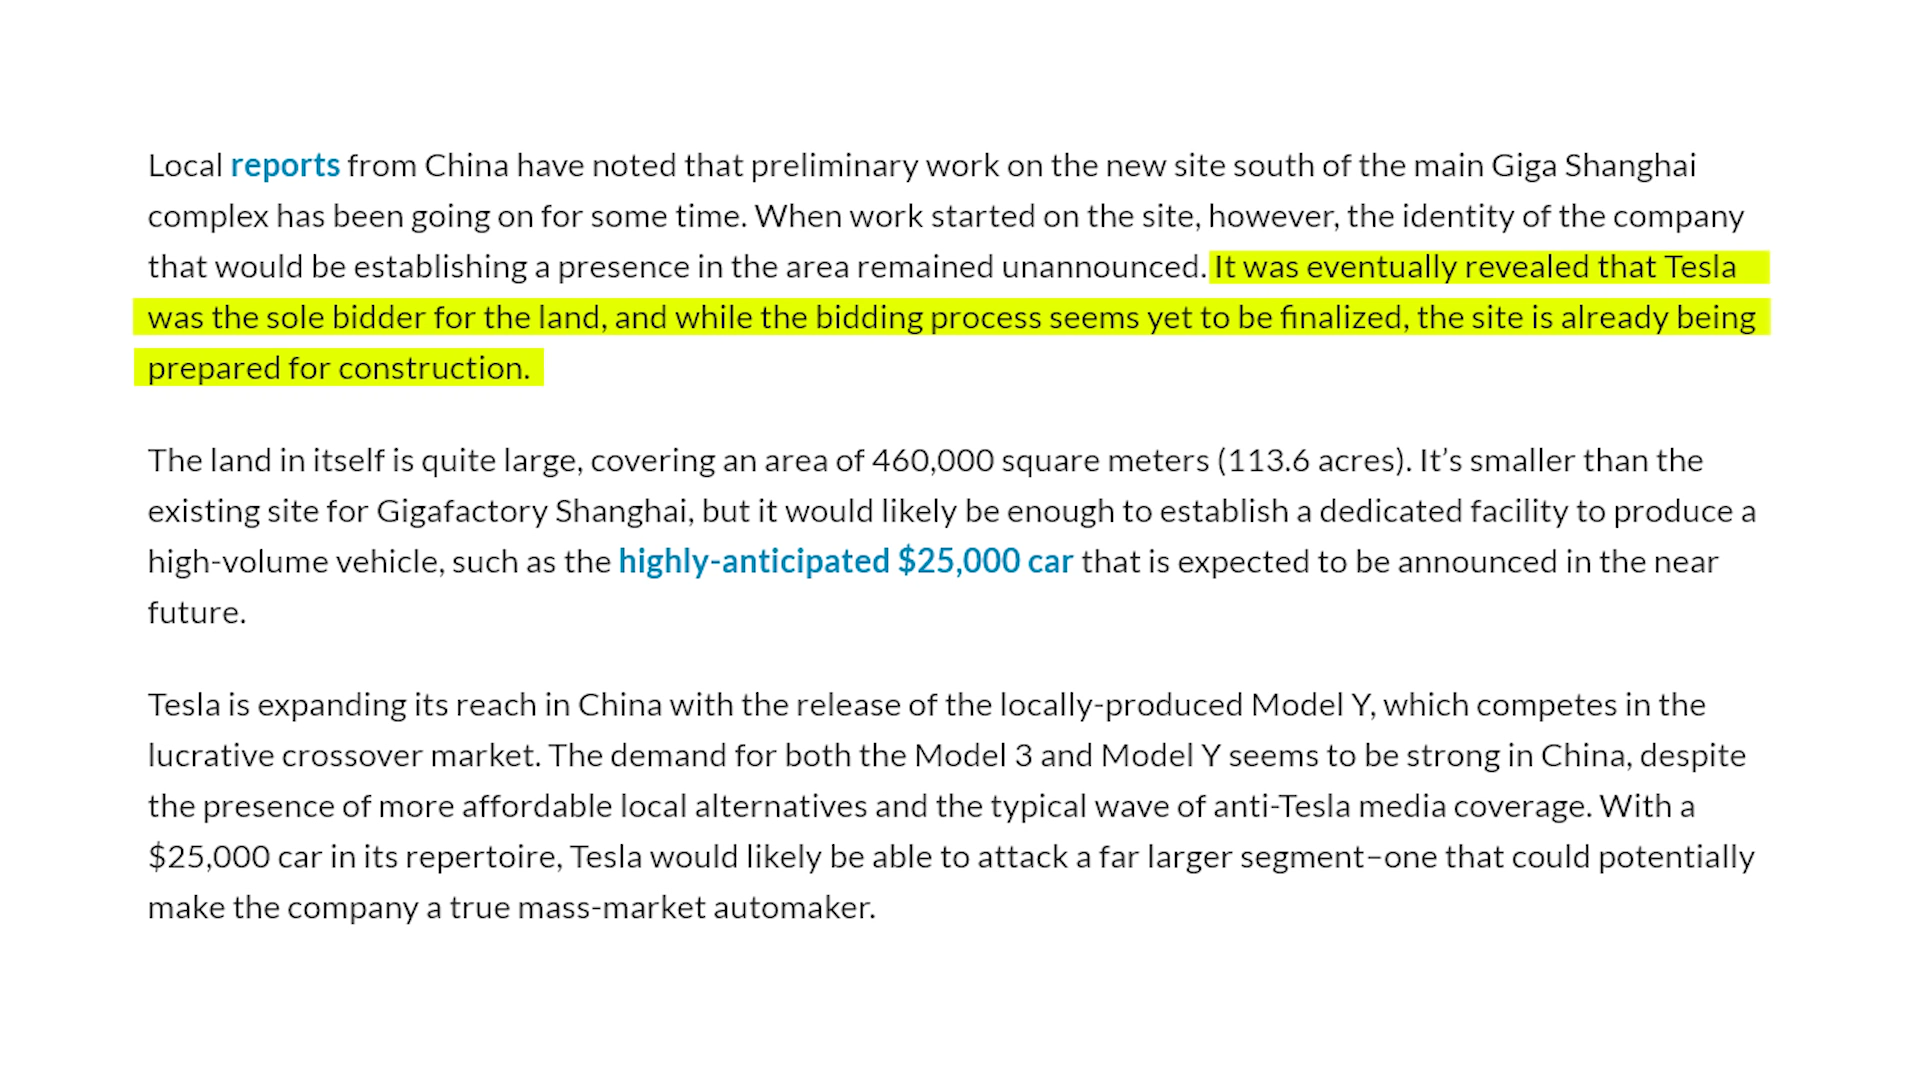 Local reports from China have noted that preliminary work on the new site south of the main Giga Shanghai
complex has been going on for some time. When work started on the site, however, the identity of the company
that would be establishing a presence in the area remained unannounced. It was eventually revealed that Tesla
was the sole bidder for the land, and while the bidding process seems yet to be finalized, the site is already being
prepared for construction.
The land in itself is quite large, covering an area of 460,000 square meters (113.6 acres). It’s smaller than the
existing site for Gigafactory Shanghai, but it would likely be enough to establish a dedicated facility to produce a
high-volume vehicle, such as the highly-anticipated $25,000 car that is expected to be announced in the near
future.
Tesla is expanding its reach in China with the release of the locally-produced Model Y, which competes in the
lucrative crossover market. The demand for both the Model 3 and Model Y seems to be strong in China, despite
the presence of more affordable local alternatives and the typical wave of anti-Tesla media coverage. With a
$25,000 car in its repertoire, Tesla would likely be able to attack a far larger segment–one that could potentially
make the company a true mass-market automaker.